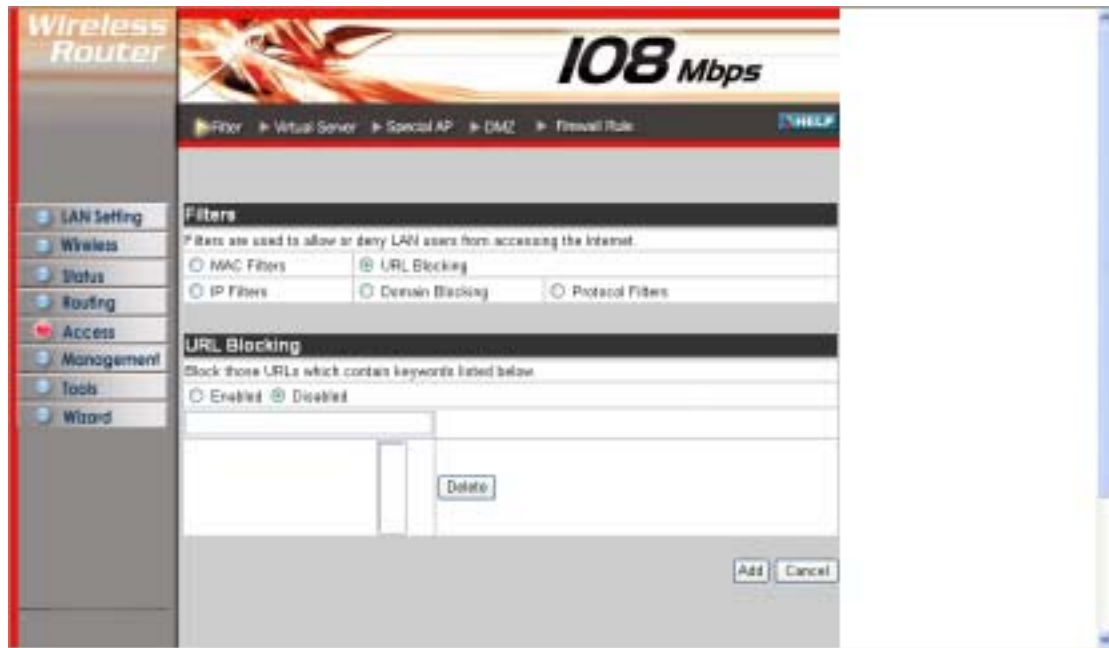 Wireless
Router
108 Mbps
Filter Virtual Server Special AP DMZ Firewall Rule HELP
LAN Setting
Wireless
Status
Routing
Access
Management
Tools
Wizard
Filters
Filters are used to allow or deny LAN users from accessing the Internet.
MAC Filters URL Blocking
IP Filters Domain Blocking Protocol Filters
URL Blocking
Block those URLs which contain keywords listed below.
Enabled Disabled
Delete
Add Cancel